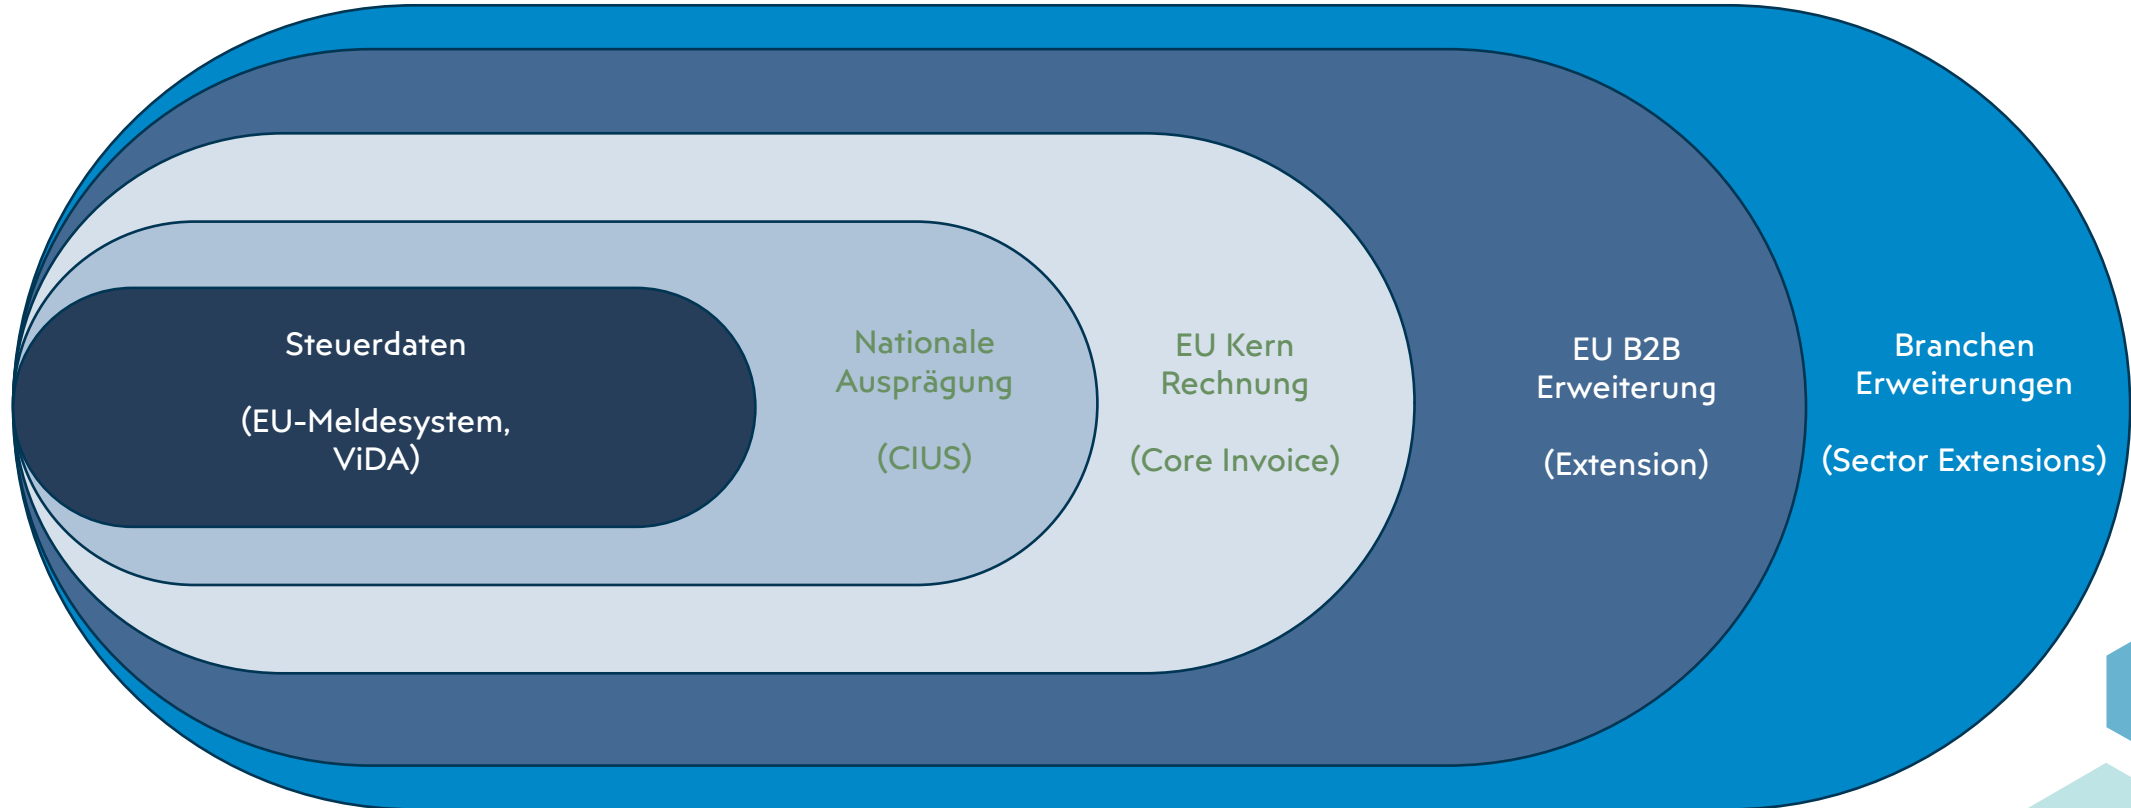 Steuerdaten
(EU-Meldesystem,
ViDA)
Nationale
Ausprägung
(CIUS)
EU Kern
Rechnung
(Core Invoice)
EU B2B
Erweiterung
(Extension)
Branchen
Erweiterungen
(Sector Extensions)